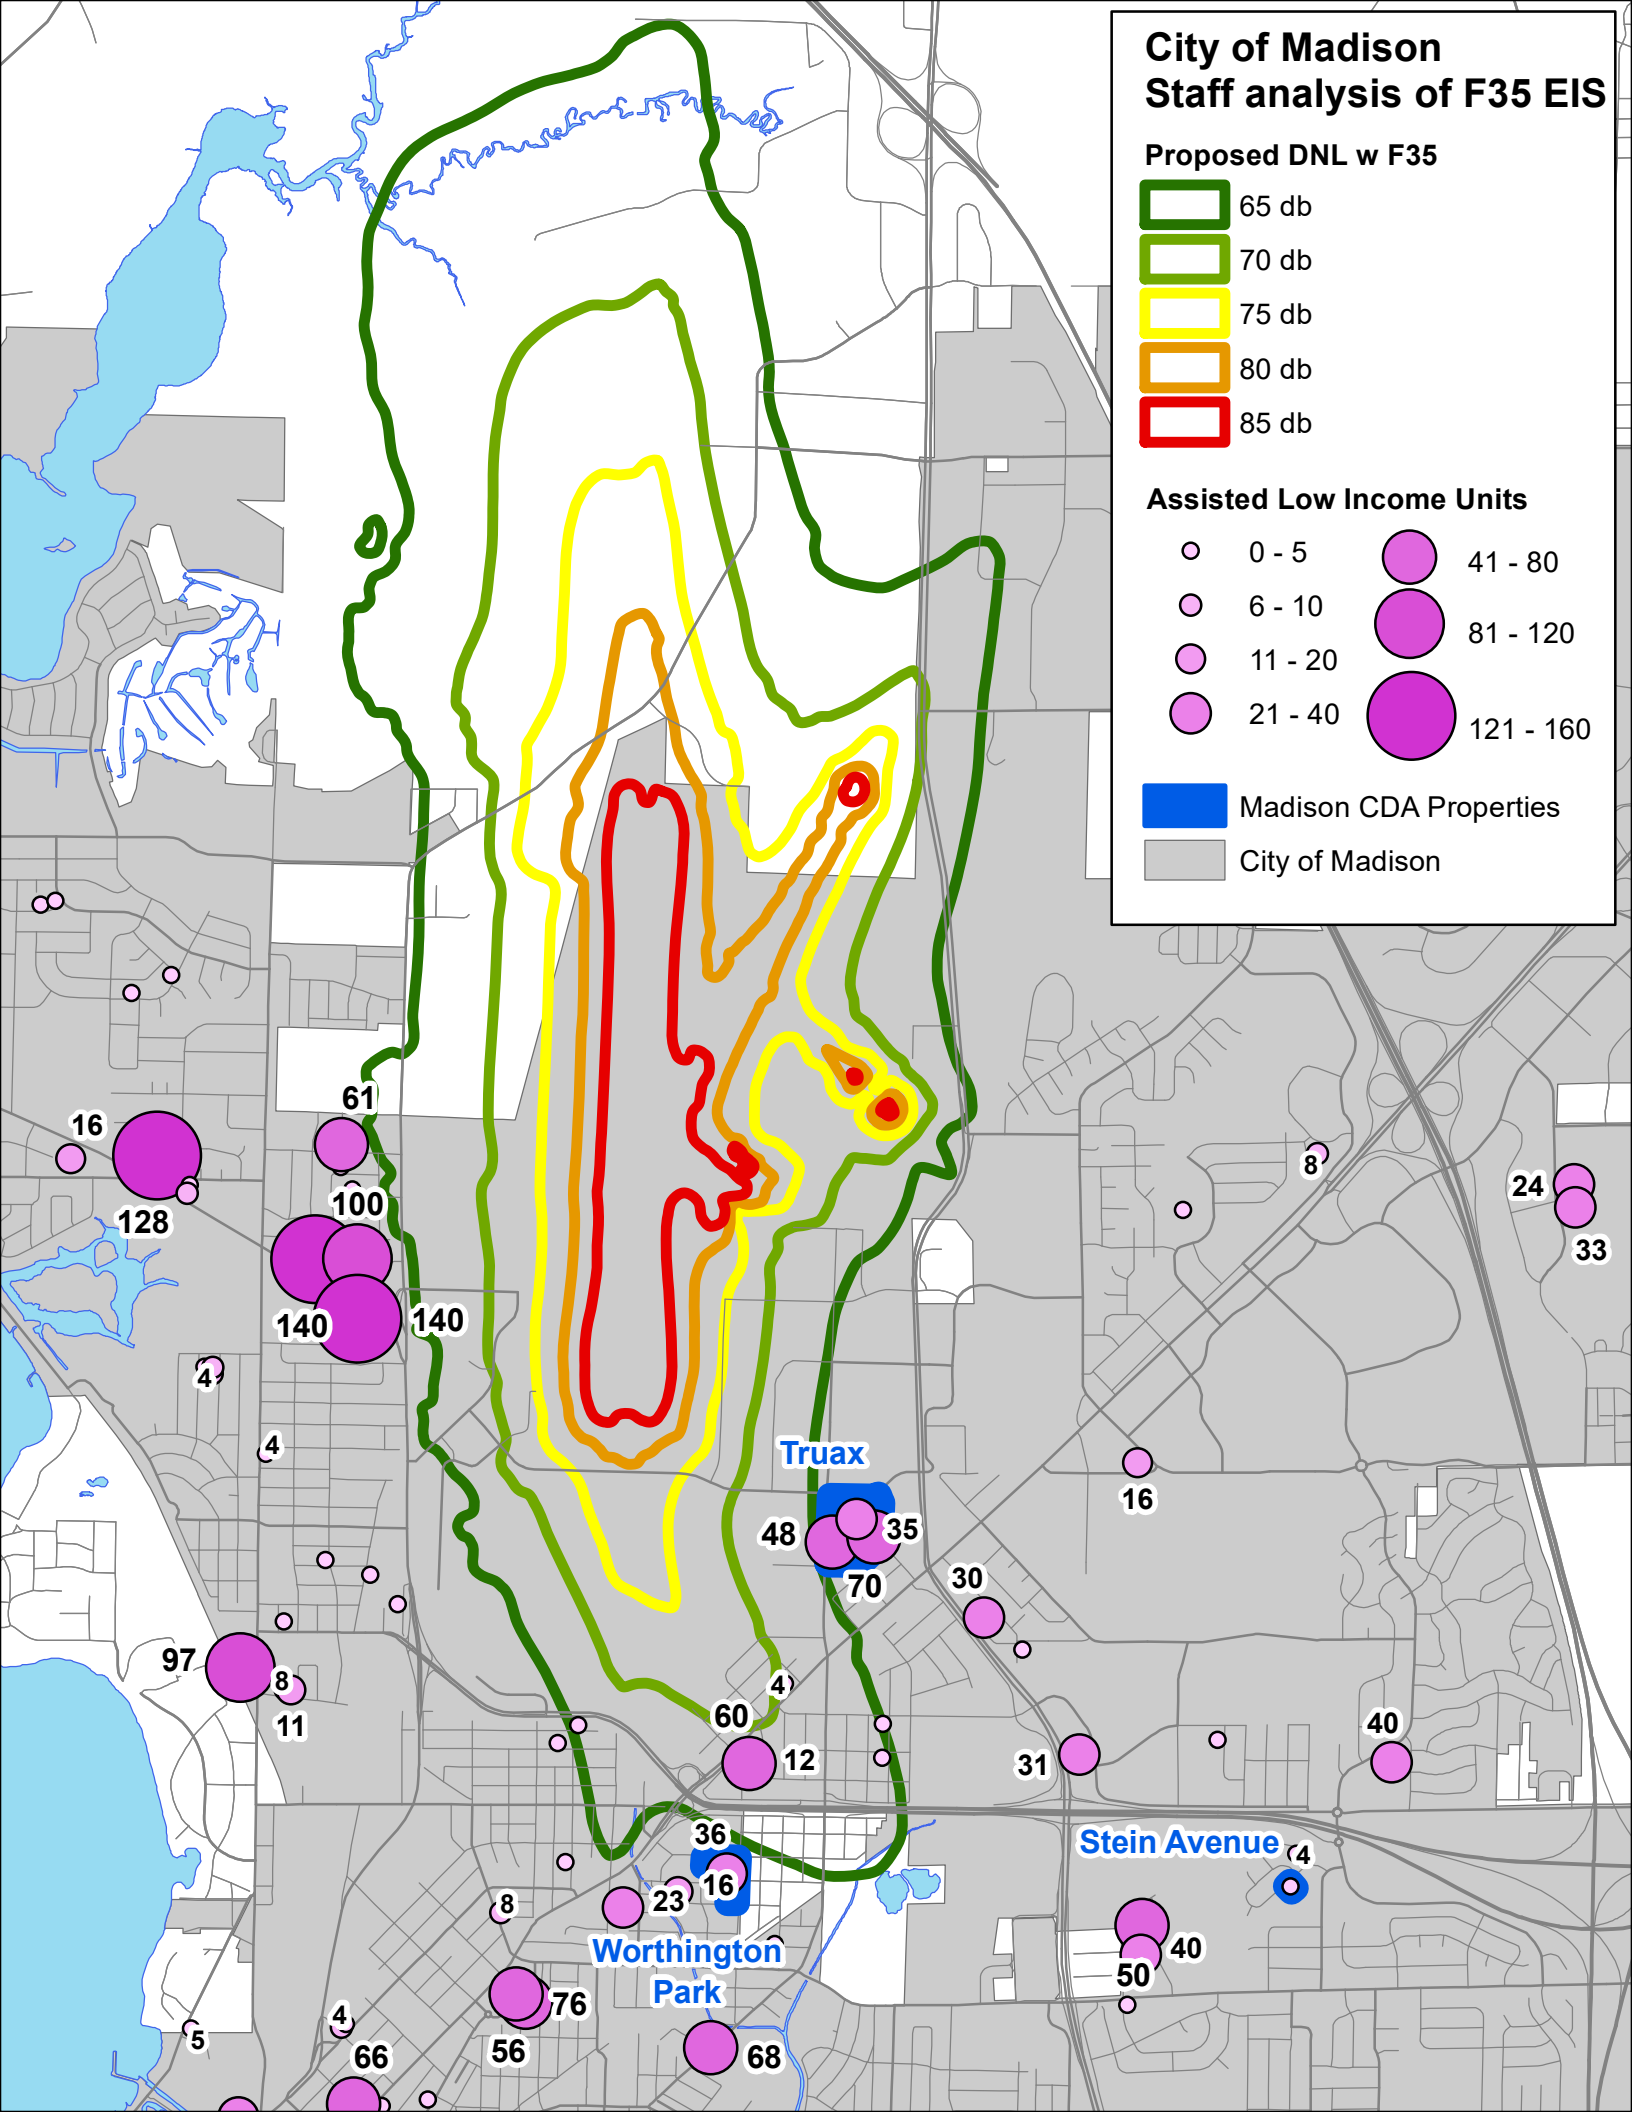 City of Madison
Staff analysis of F35 EIS
Proposed DNL w F35
65 db
70 db
75 db
80 db
85 db
Assisted Low Income Units
0 - 5
6 - 10
11 - 20
21 - 40
41 - 80
81 - 120
121 - 160
Madison CDA Properties
City of Madison
61
16
128
100
140
140
8
24
33
4
4
Truax
16
48
35
70
30
97
8
11
4
60
12
31
40
36
16
23
8
Stein Avenue
4
Worthington
Park
40
50
76
56
4
5
66
68